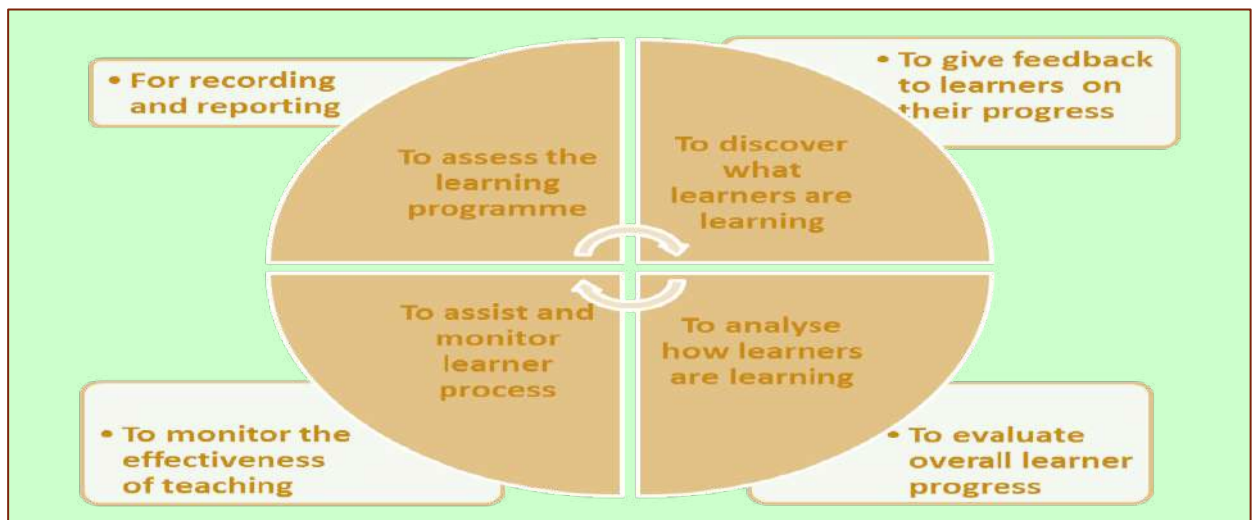 • For recording
and reporting
To assess the
learning
programme
• To give feedback
to learners on
their progress
To discover
what
learners are
learning
To assist and
monitor
learner
process
• To monitor the
effectiveness
of teaching
To analyse
how learners
are learning
• To evaluate
overall learner
progress